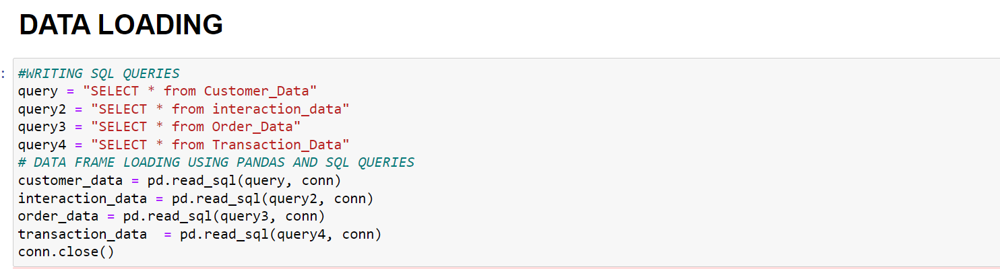 DATA LOADING
: #WRITING SQL QUERIES
query = "SELECT * from Customer_Data"
query2 = "SELECT * from interaction_data"
query3 = "SELECT * from Order_Data"
query4 = "SELECT * from Transaction_Data"
# DATA FRAME LOADING USING PANDAS AND SQL QUERIES
customer_data = pd.read_sql(query, conn)
interaction_data = pd.read_sql(query2, conn)
order_data = pd.read_sql(query3, conn)
transaction_data  = pd.read_sql(query4, conn)
conn.close()